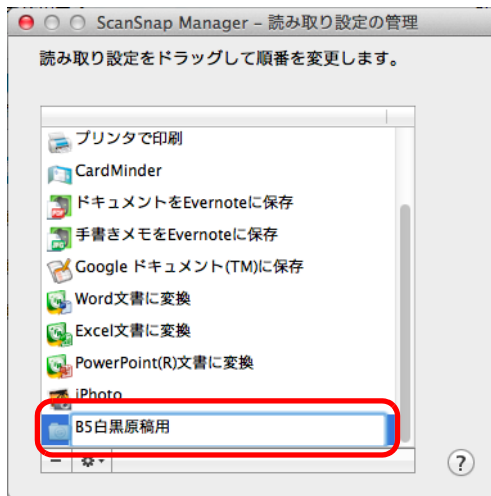 ScanSnap Manager – 読み取り設定の管理
読み取り設定をドラッグして順番を変更します。
プリンタで印刷
CardMinder
ドキュメントをEvernoteに保存
手書きメモをEvernoteに保存
Google ドキュメント(TM)に保存
Word文書に変換
Excel文書に変換
PowerPoint(R)文書に変換
iPhoto
B5白黒原稿用
?